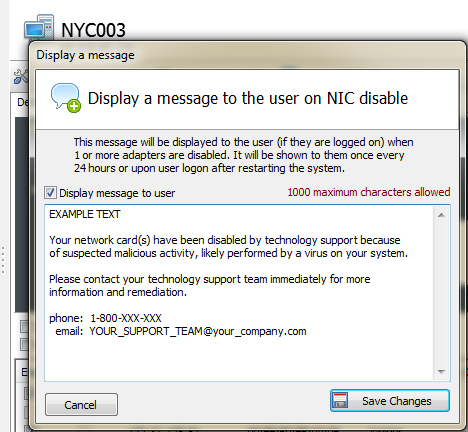 NYC003
Display a message
Display a message to the user on NIC disable
This message will be displayed to the user (if they are logged on) when
1 or more adapters are disabled. It will be shown to them once every
24 hours or upon user logon after restarting the system.
Display message to user
1000 maximum characters allowed
EXAMPLE TEXT
Your network card(s) have been disabled by technology support because
of suspected malicious activity, likely performed by a virus on your system.
Please contact your technology support team immediately for more
information and remediation.
phone: 1-800-XXX-XXX
email: YOUR_SUPPORT_TEAM@your_company.com
Cancel
Save Changes